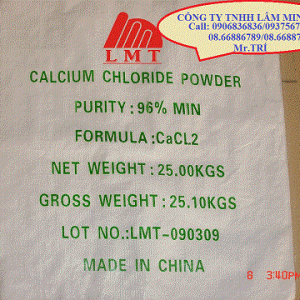 CÔNG TY TNHH LÂM MIN
Call: 0906836836/0937567
08.66886789/08.66887
Mr.TRÍ
LMT
CALCIUM CHLORIDE POWDER
PURITY : 96% MIN
FORMULA :CaCL2
NET WEIGHT : 25.00KGS
GROSS WEIGHT : 25.10KGS
LOT NO.:LMT-090309
MADE IN CHINA
8 3:40PM